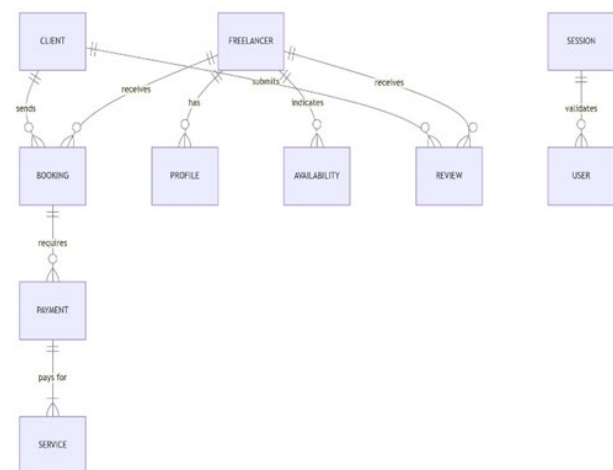 CLIENT
FREELANCER
SESSION
submits
receives
receives
has
indicates
sends
validates
BOOKING
PROFILE
AVAILABILITY
REVIEW
USER
requires
PAYMENT
pays for
SERVICE